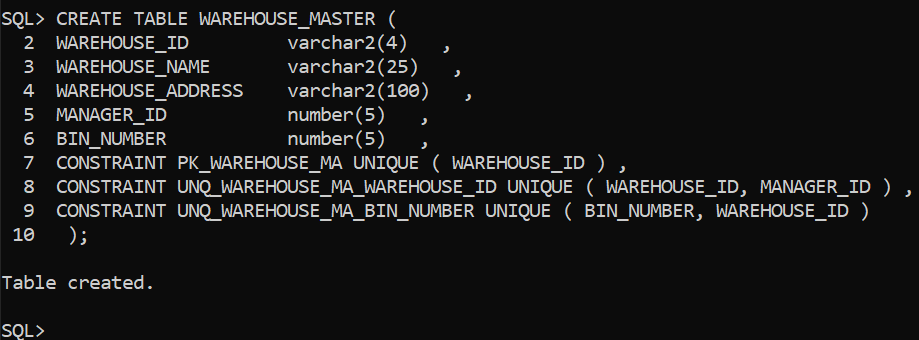 SQL> CREATE TABLE WAREHOUSE_MASTER (
  2  WAREHOUSE_ID         varchar2(4)   ,
  3  WAREHOUSE_NAME       varchar2(25)   ,
  4  WAREHOUSE_ADDRESS    varchar2(100)   ,
  5  MANAGER_ID           number(5)   ,
  6  BIN_NUMBER           number(5)   ,
  7  CONSTRAINT PK_WAREHOUSE_MA UNIQUE ( WAREHOUSE_ID ) ,
  8  CONSTRAINT UNQ_WAREHOUSE_MA_WAREHOUSE_ID UNIQUE ( WAREHOUSE_ID, MANAGER_ID ) ,
  9  CONSTRAINT UNQ_WAREHOUSE_MA_BIN_NUMBER UNIQUE ( BIN_NUMBER, WAREHOUSE_ID )
 10   );
Table created.
SQL>